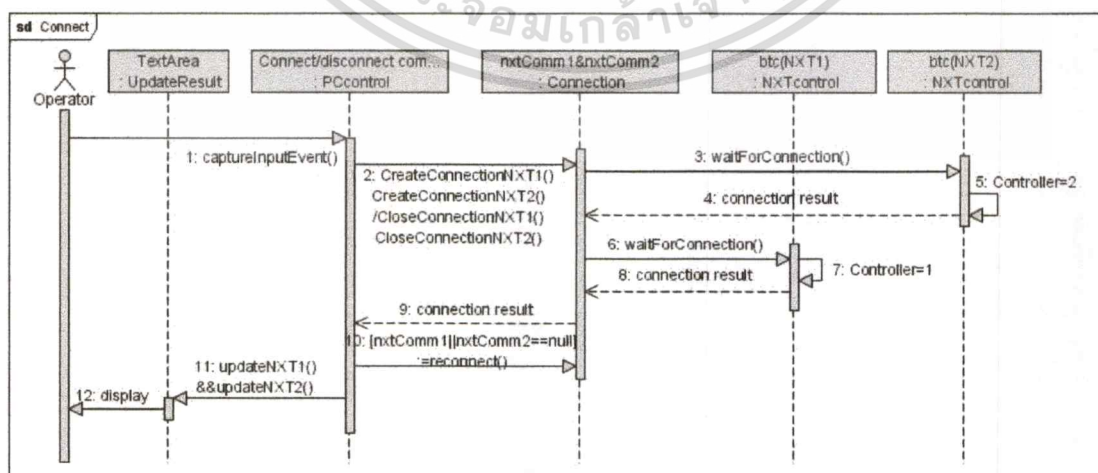 sd Connect
Operator
TextArea
: UpdateResult
Connect/disconnect com...
: PCcontrol
nxtComm1&nxtComm2
: Connection
btc(NXT1)
: NXTcontrol
btc(NXT2)
: NXTcontrol
1: captureInputEvent()
2: CreateConnectionNXT1()
CreateConnectionNXT2()
/CloseConnectionNXT1()
CloseConnectionNXT2()
3: waitForConnection()
5: Controller=2
4: connection result
6: waitForConnection()
7: Controller=1
8: connection result
9: connection result
10: [nxtComm1||nxtComm2==null]
:=reconnect()
11: updateNXT1()
&&updateNXT2()
12: display